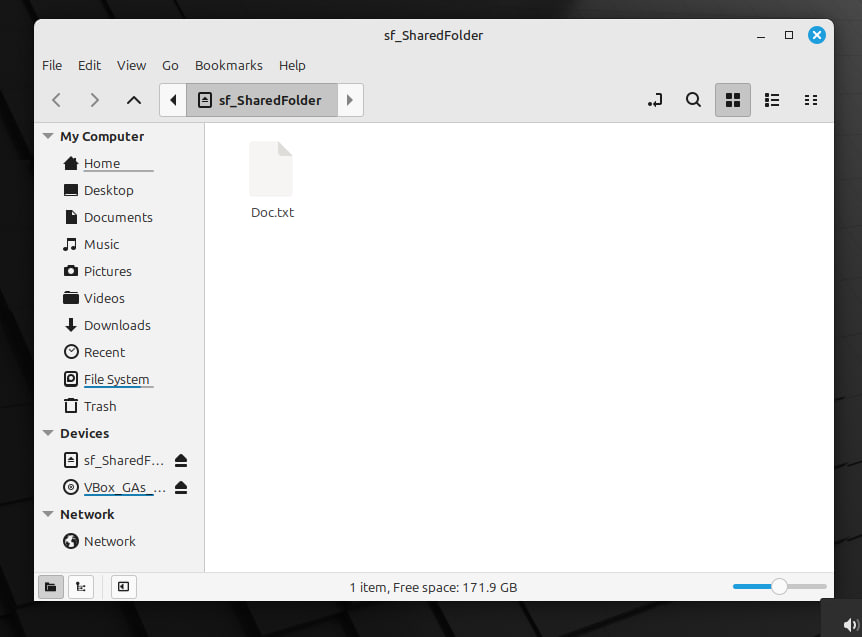 sf_SharedFolder
File Edit View Go Bookmarks Help
sf_SharedFolder
My Computer
Home
Desktop
Documents
Music
Pictures
Videos
Downloads
Recent
File System
Trash
Devices
sf_SharedF...
VBox_GAs_...
Network
Network
Doc.txt
1 item, Free space: 171.9 GB